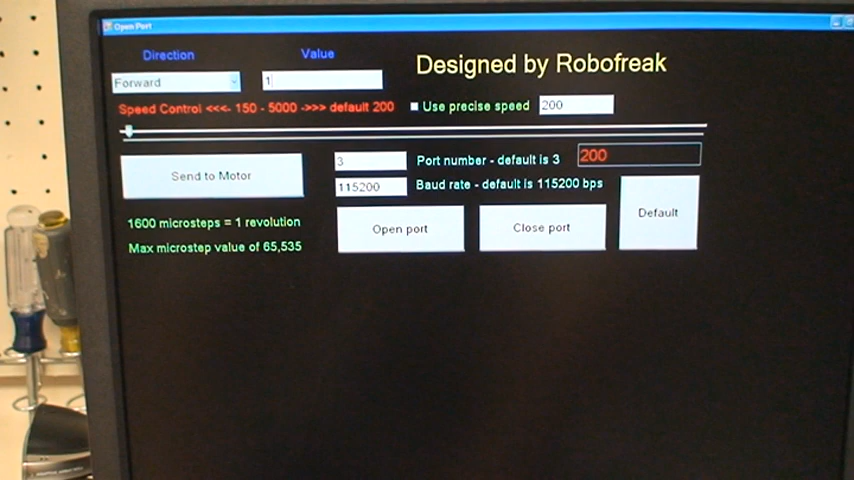 Open Port
Direction
Value
Designed by Robofreak
Forward
1
Speed Control <<<- 150 - 5000 ->>> default 200
Use precise speed
200
Send to Motor
3
Port number - default is 3
200
115200
Baud rate - default is 115200 bps
1600 microsteps = 1 revolution
Max microstep value of 65,535
Open port
Close port
Default